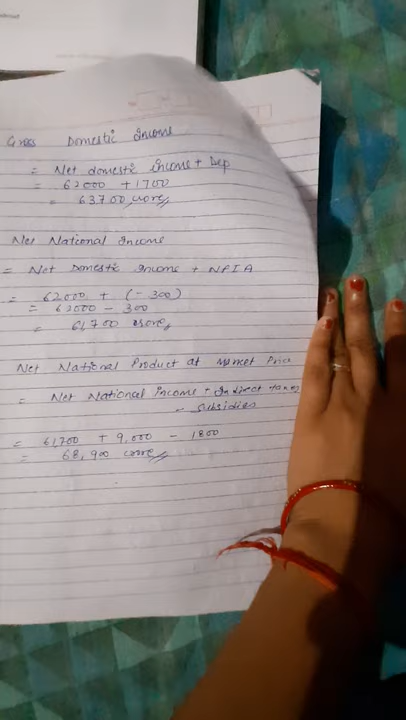 Gross Domestic Income
= Net domestic income + Dep
= 62000 + 1700
= 63700 crore
Net National Income
= Net Domestic Income + NFIA
= 62000 + (- 300)
= 62000 - 300
= 61,700 crore
Net National Product at Market Price
= Net National Income + Indirect taxes
- Subsidies
= 61,700 + 9,000 - 1800
= 68,900 crore